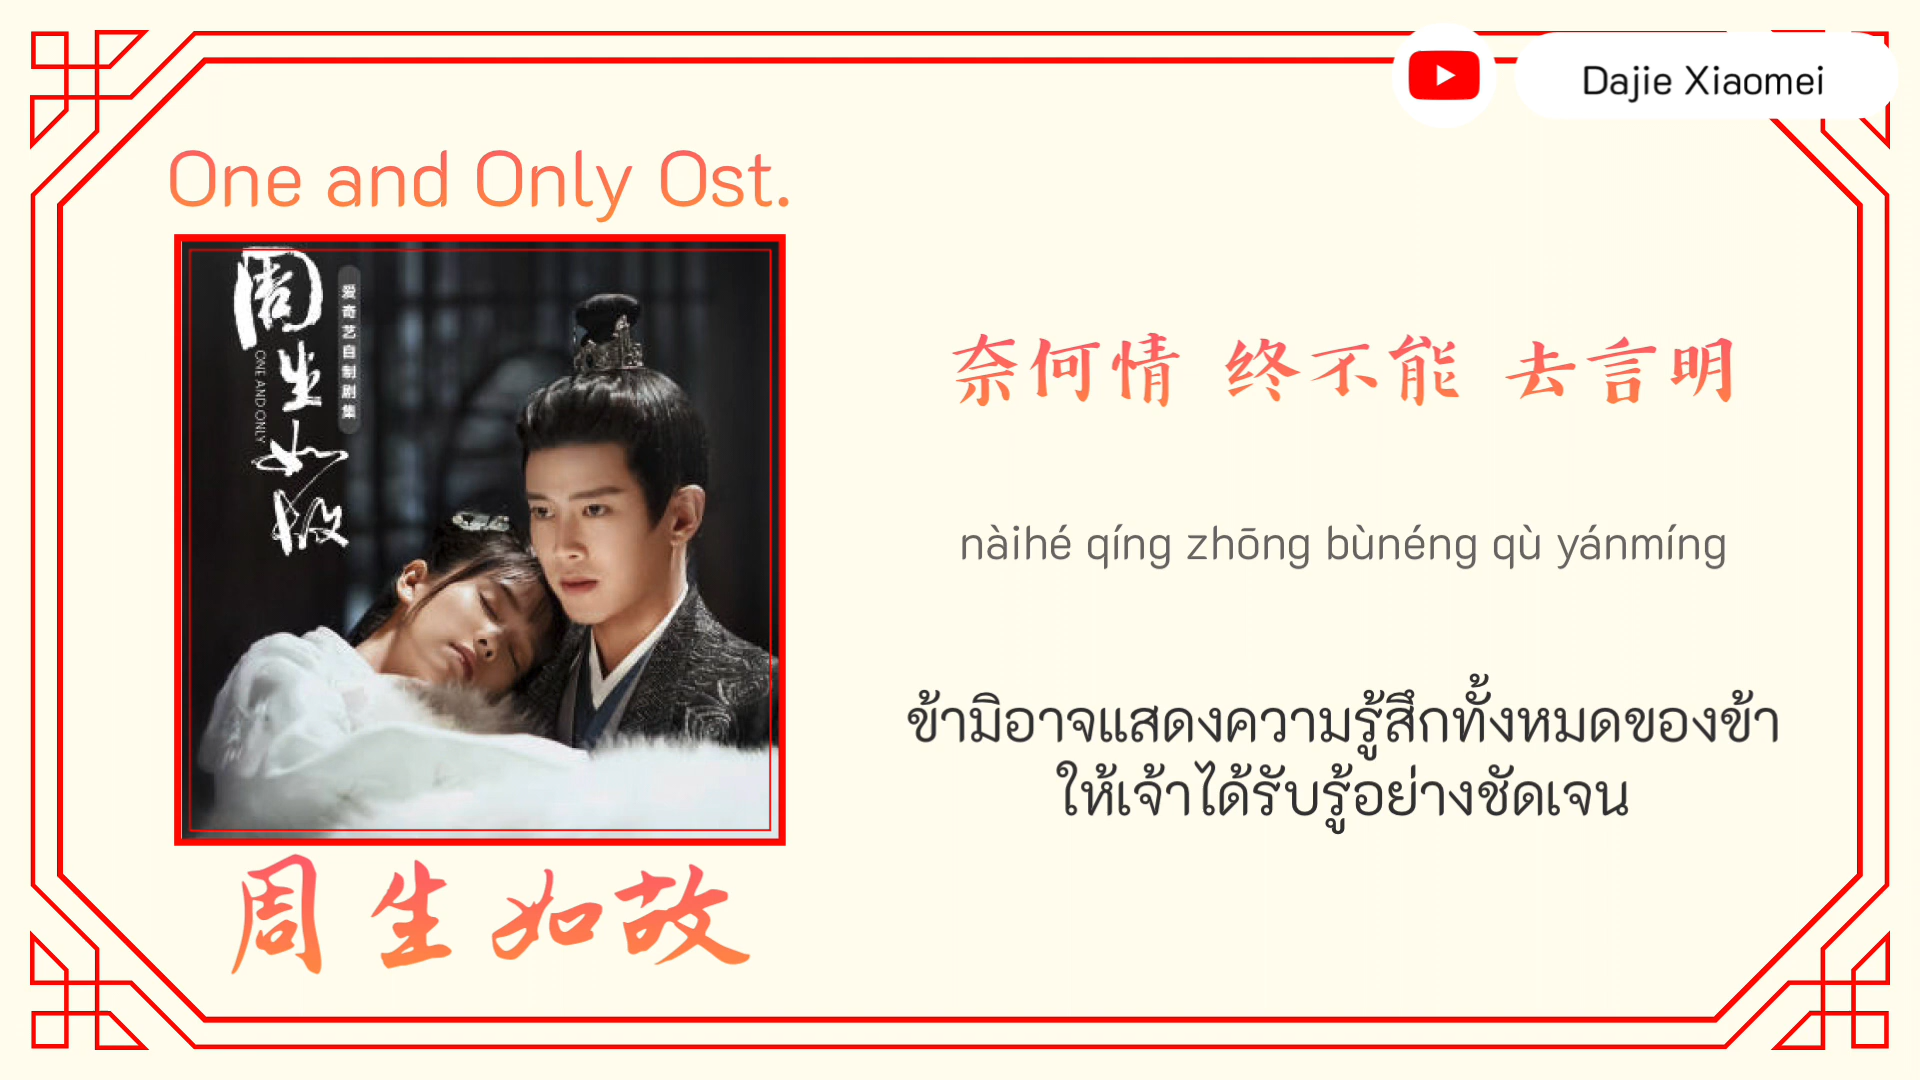 Dajie Xiaomei
One and Only Ost.
周生如故
ONE AND ONLY
爱奇艺自制剧集
奈何情 终不能 去言明
nàihé qíng zhōng bùnéng qù yánmíng
ข้ามิอาจแสดงความรู้สึกทั้งหมดของข้า
ให้เจ้าได้รับรู้อย่างชัดเจน
周生如故